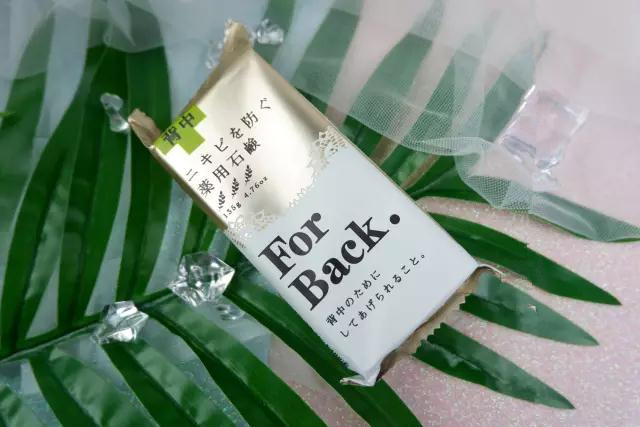 背中
ニキビを防ぐ
薬用石鹸
135g 4.76oz
For
Back.
背中のために
してあげられること。